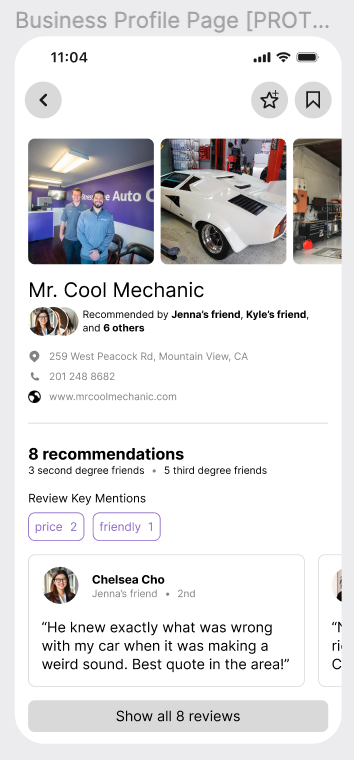 Business Profile Page [PROT...
11:04
Auto
Mr. Cool Mechanic
Recommended by Jenna's friend, Kyle's friend,
and 6 others
259 West Peacock Rd, Mountain View, CA
201 248 8682
www.mrcoolmechanic.com
8 recommendations
3 second degree friends • 5 third degree friends
Review Key Mentions
price 2 friendly 1
Chelsea Cho
Jenna's friend • 2nd
“He knew exactly what was wrong
with my car when it was making a
weird sound. Best quote in the area!”
Show all 8 reviews